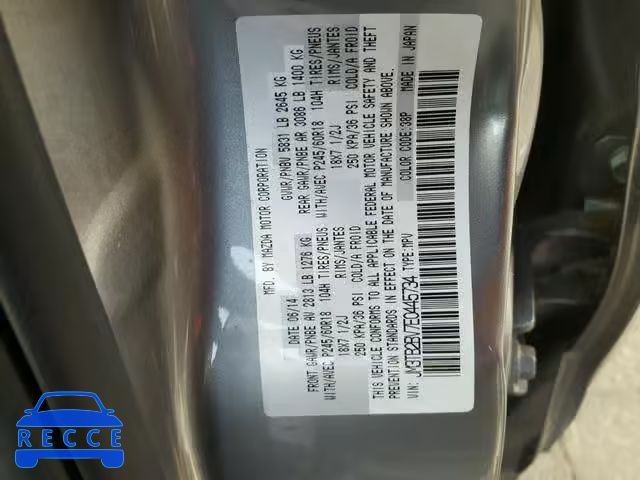 MFD. BY MAZDA MOTOR CORPORATION
DATE 06/14 GVWR/PNBV 5831 LB 2645 KG
FRONT GAWR/PNBE AV 2813 LB 1276 KG REAR GAWR/PNBE AR 3086 LB 1400 KG
WITH/AVEC P245/60R18 104H TIRES/PNEUS WITH/AVEC P245/60R18 104H TIRES/PNEUS
18X7 1/2J RIMS/JANTES 18X7 1/2J RIMS/JANTES
250 KPA/36 PSI COLD/A FROID 250 KPA/36 PSI COLD/A FROID
THIS VEHICLE CONFORMS TO ALL APPLICABLE FEDERAL MOTOR VEHICLE SAFETY AND THEFT
PREVENTION STANDARDS IN EFFECT ON THE DATE OF MANUFACTURE SHOWN ABOVE.
COLOR CODE:38P MADE IN JAPAN
VIN: JM3TB2BV7E0445734 TYPE:MPV
RECCE